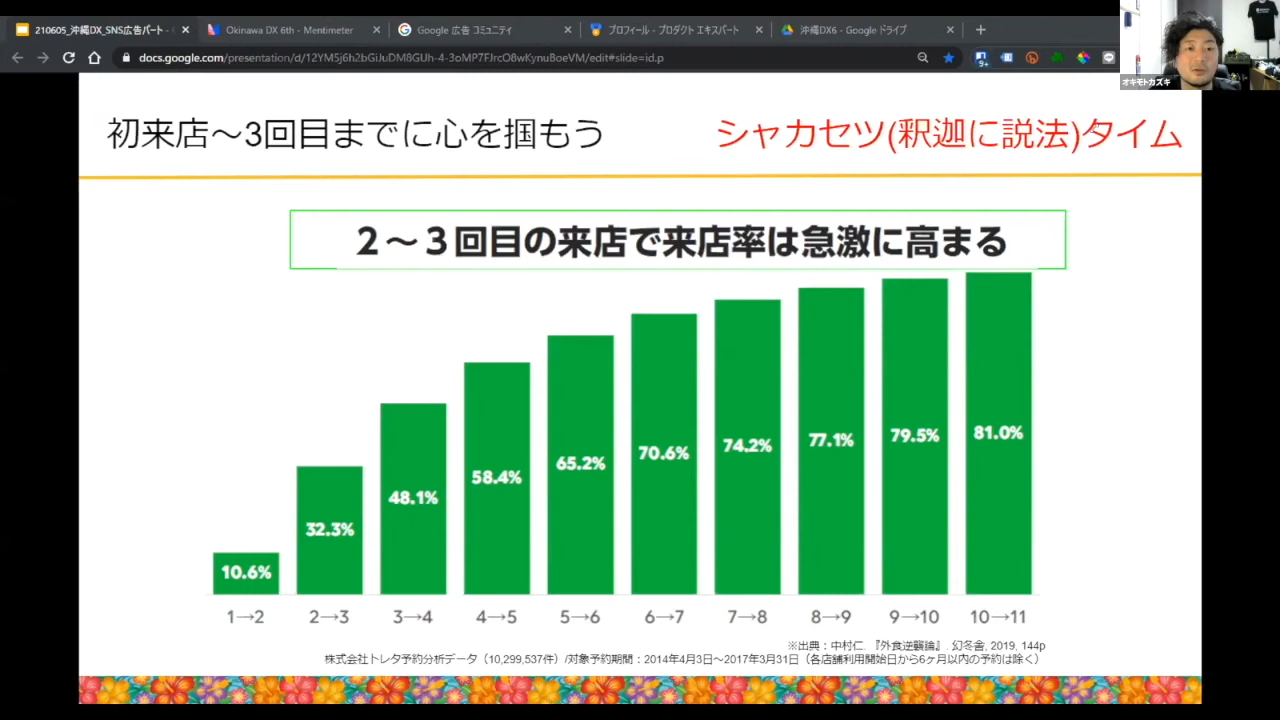 210605_沖縄DX_SNS広告パート -
Okinawa DX 6th - Mentimeter
Google 広告 コミュニティ
プロフィール - プロダクト エキスパート
沖縄DX6 - Google ドライブ
オキモトカズキ
初来店～3回目までに心を掴もう
シャカセツ(釈迦に説法)タイム
２～３回目の来店で来店率は急激に高まる
10.6% 32.3% 48.1% 58.4% 65.2% 70.6% 74.2% 77.1% 79.5% 81.0%
1→2 2→3 3→4 4→5 5→6 6→7 7→8 8→9 9→10 10→11
※出典：中村仁. 『外食逆襲論』. 幻冬舎, 2019, 144p
株式会社トレタ予約分析データ（10,299,537件）/対象予約期間：2014年4月3日～2017年3月31日（各店舗利用開始日から6ヶ月以内の予約は除く）